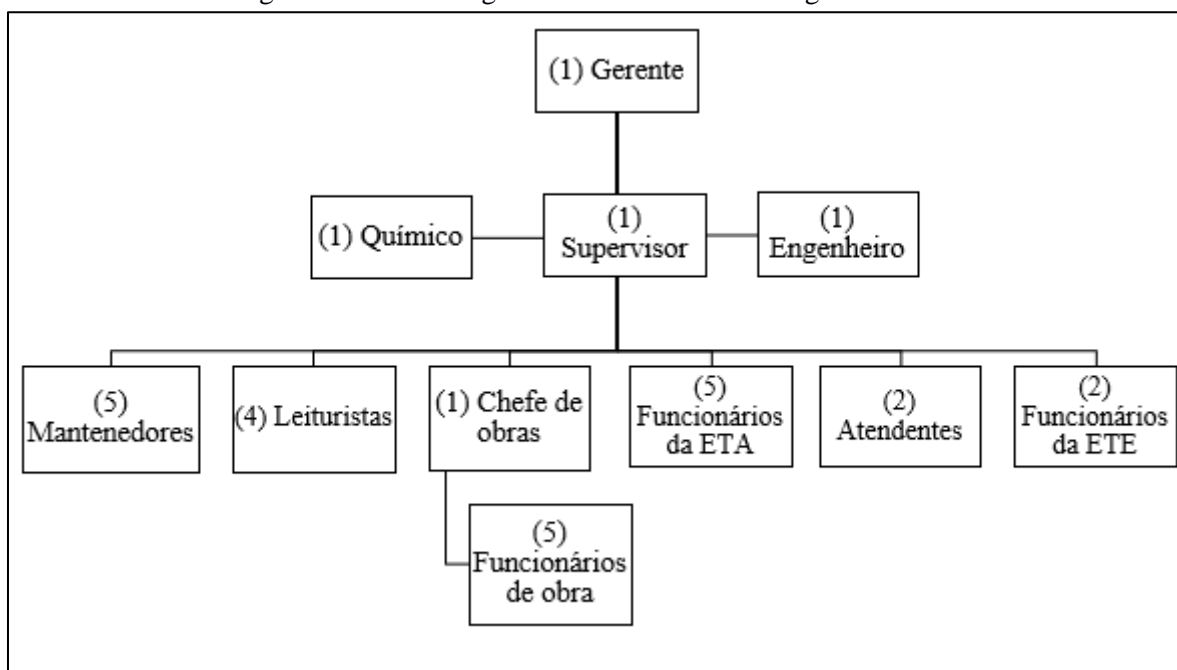 (1) Gerente
(1) Químico
(1)
Supervisor
(1)
Engenheiro
(5)
Mantenedores
(4) Leituristas
(1) Chefe de
obras
(5)
Funcionários
da ETA
(2)
Atendentes
(2)
Funcionários
da ETE
(5)
Funcionários
de obra